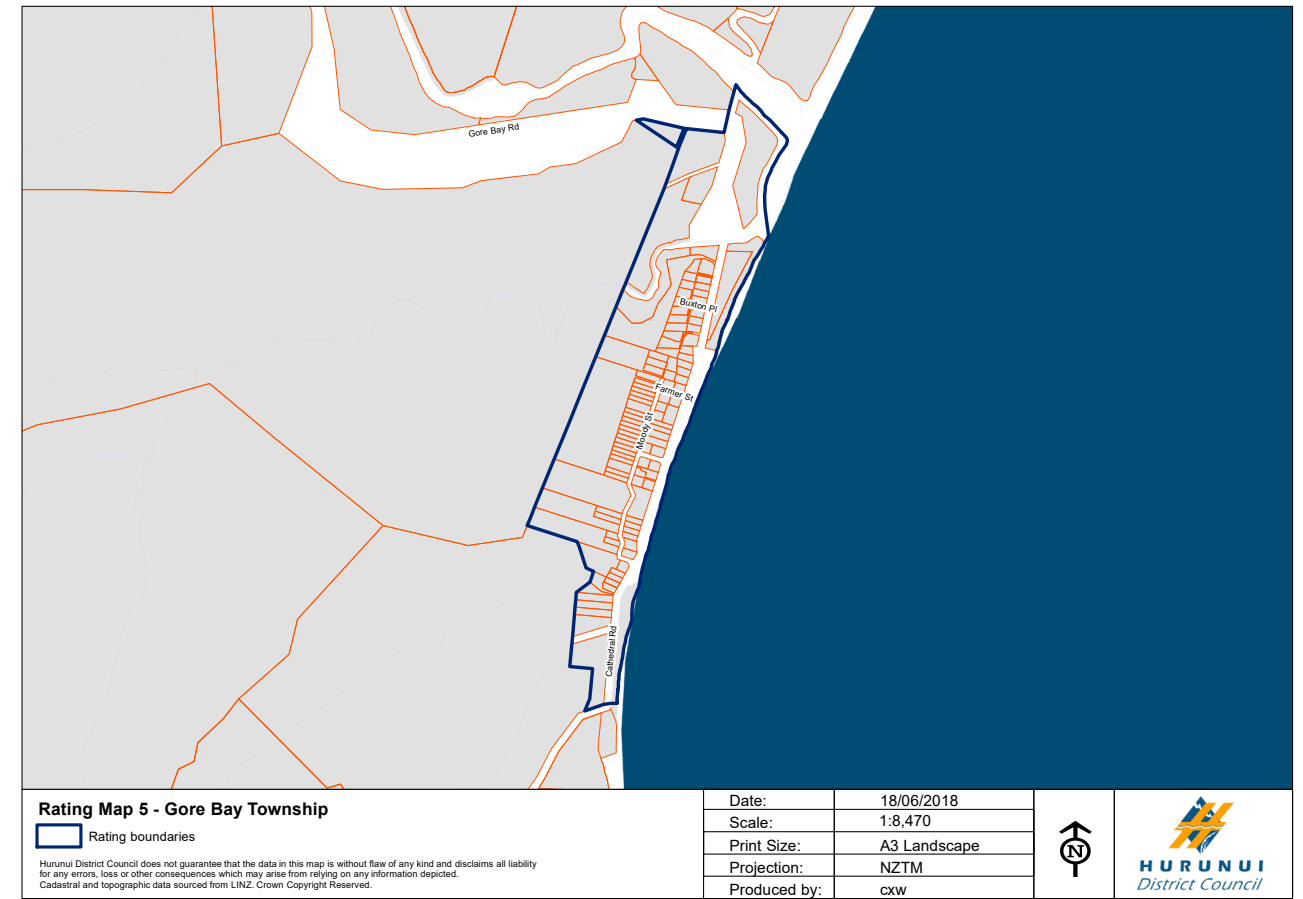 Gore Bay Rd
Buxton Pl
Farmer St
Moody St
Cathedral Rd
Rating Map 5 - Gore Bay Township
Rating boundaries
Hurunui District Council does not guarantee that the data in this map is without flaw of any kind and disclaims all liability
for any errors, loss or other consequences which may arise from relying on any information depicted.
Cadastral and topographic data sourced from LINZ. Crown Copyright Reserved.
Date: 18/06/2018
Scale: 1:8,470
Print Size: A3 Landscape
Projection: NZTM
Produced by: cxw
N
HURUNUI
District Council